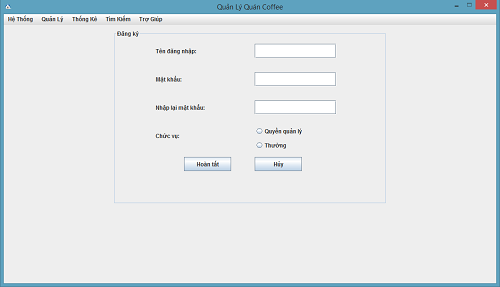 Quản Lý Quán Coffee
Hệ Thống Quản Lý Thống Kê Tìm Kiếm Trợ Giúp
Đăng ký
Tên đăng nhập:
Mật khẩu:
Nhập lại mật khẩu:
Chức vụ:
Quyền quản lý
Thường
Hoàn tất Hủy